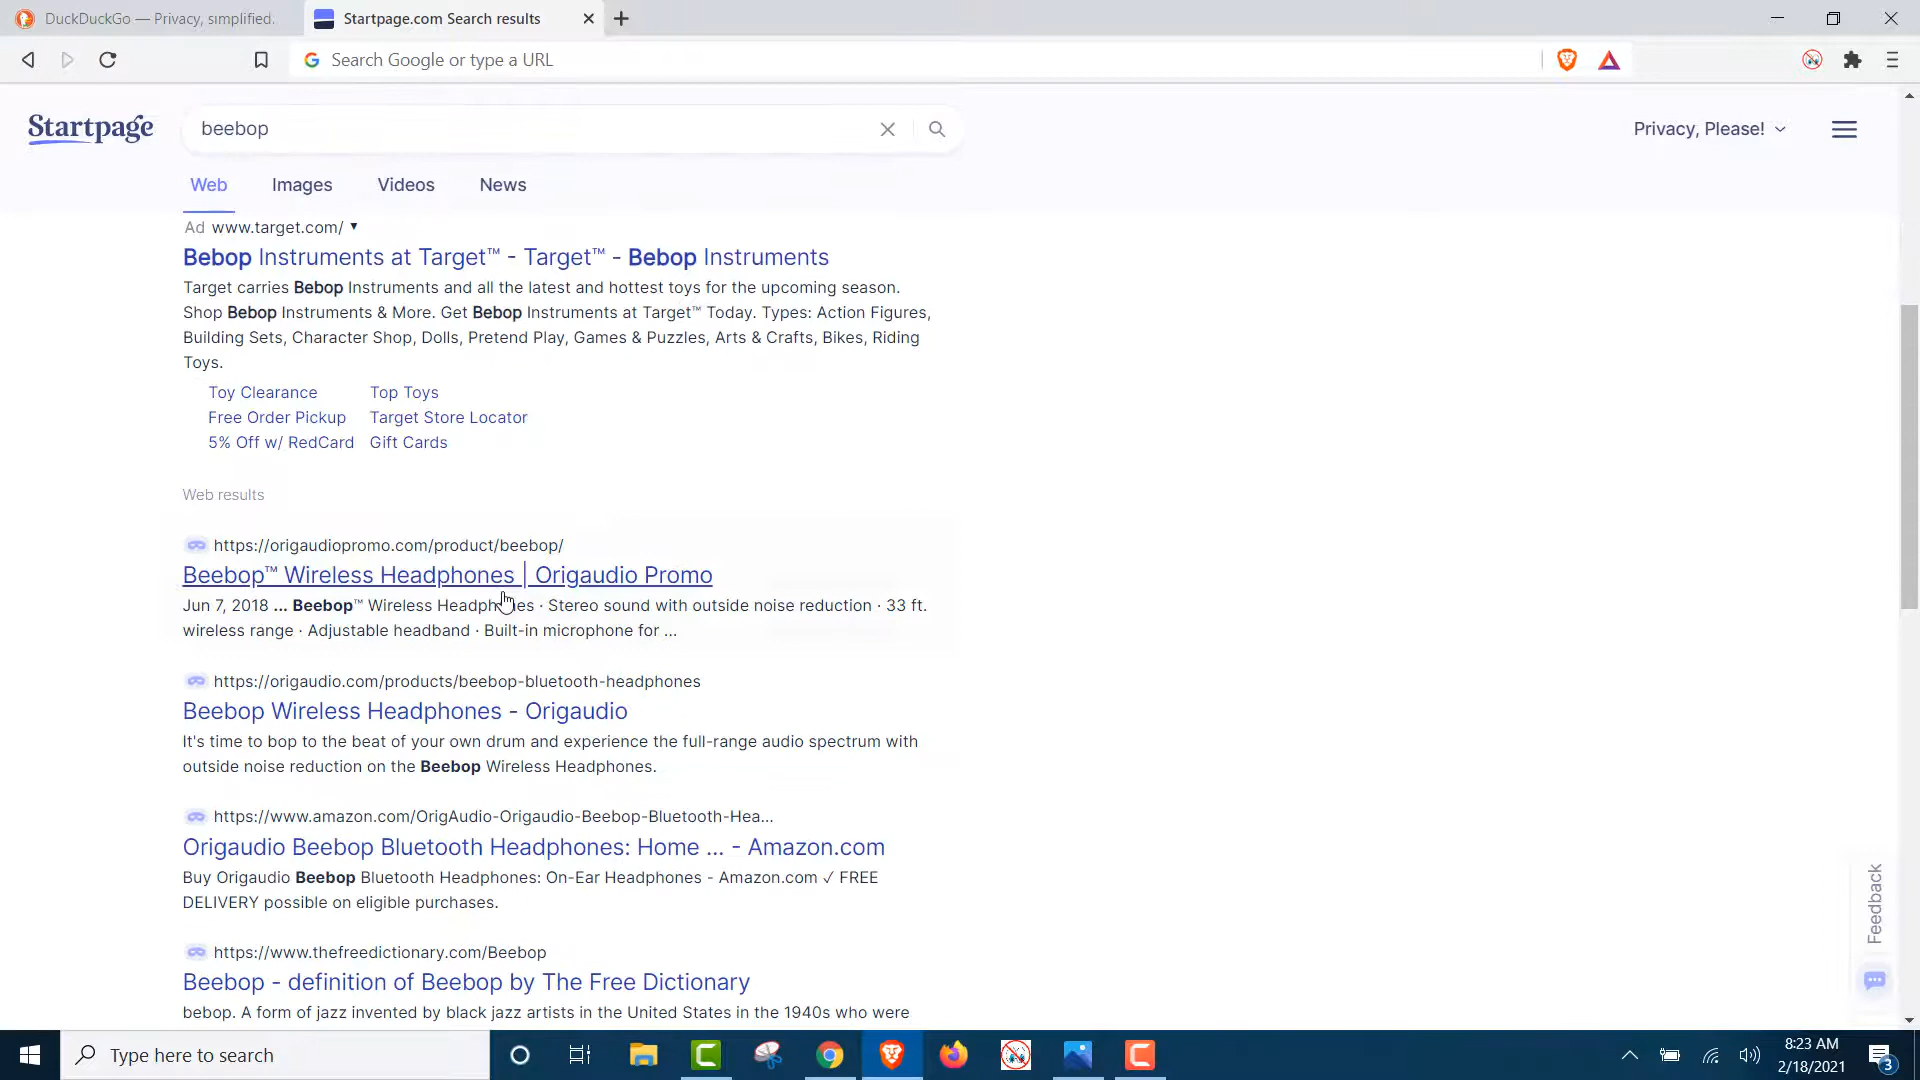 DuckDuckGo — Privacy, simplified.
Startpage.com Search results
Search Google or type a URL
Startpage
beebop
Privacy, Please!
Web
Images
Videos
News
Ad www.target.com/
Bebop Instruments at Target™ - Target™ - Bebop Instruments
Target carries Bebop Instruments and all the latest and hottest toys for the upcoming season.
Shop Bebop Instruments & More. Get Bebop Instruments at Target™ Today. Types: Action Figures,
Building Sets, Character Shop, Dolls, Pretend Play, Games & Puzzles, Arts & Crafts, Bikes, Riding
Toys.
Toy Clearance
Top Toys
Free Order Pickup
Target Store Locator
5% Off w/ RedCard
Gift Cards
Web results
https://origaudiopromo.com/product/beebop/
Beebop™ Wireless Headphones | Origaudio Promo
Jun 7, 2018 ... Beebop™ Wireless Headphones · Stereo sound with outside noise reduction · 33 ft.
wireless range · Adjustable headband · Built-in microphone for ...
https://origaudio.com/products/beebop-bluetooth-headphones
Beebop Wireless Headphones - Origaudio
It's time to bop to the beat of your own drum and experience the full-range audio spectrum with
outside noise reduction on the Beebop Wireless Headphones.
https://www.amazon.com/OrigAudio-Origaudio-Beebop-Bluetooth-Hea...
Origaudio Beebop Bluetooth Headphones: Home ... - Amazon.com
Buy Origaudio Beebop Bluetooth Headphones: On-Ear Headphones - Amazon.com ✓ FREE
DELIVERY possible on eligible purchases.
https://www.thefreedictionary.com/Beebop
Beebop - definition of Beebop by The Free Dictionary
bebop. A form of jazz invented by black jazz artists in the United States in the 1940s who were
Feedback
Type here to search
8:23 AM
2/18/2021
3